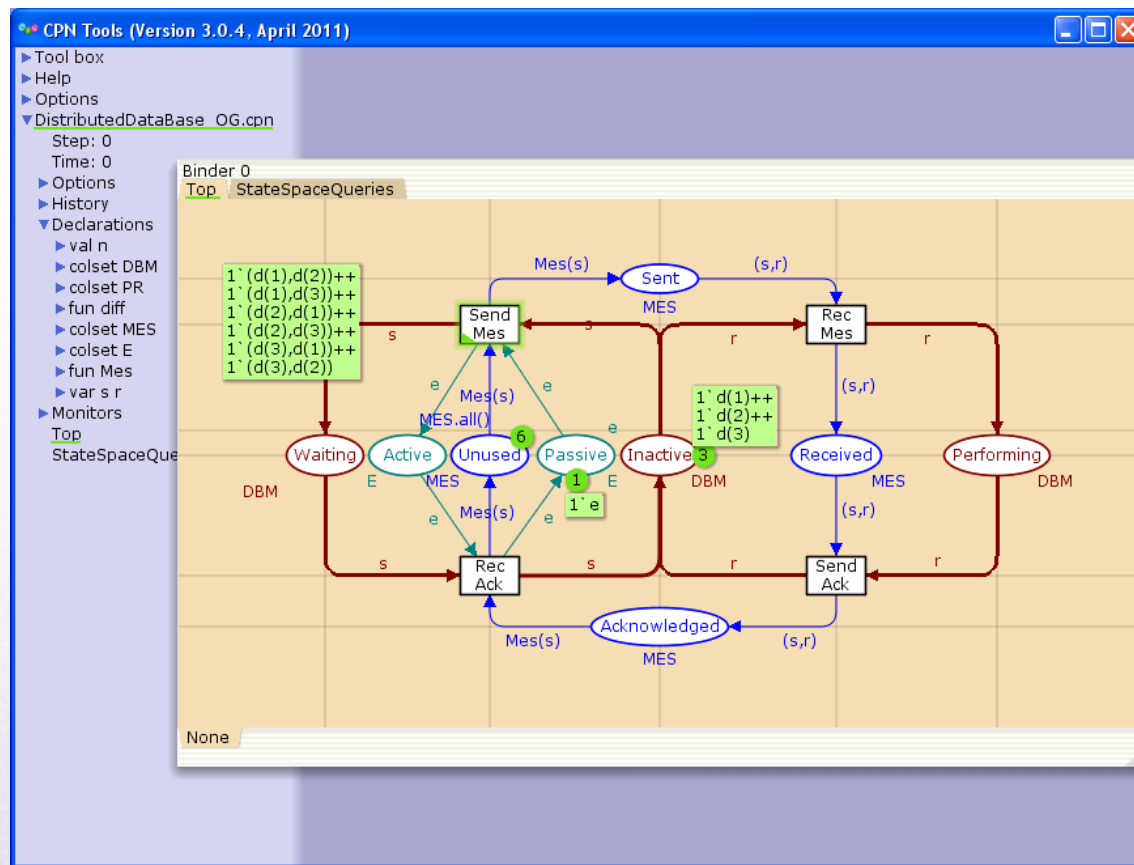 CPN Tools (Version 3.0.4, April 2011)
Tool box
Help
Options
DistributedDataBase_OG.cpn
Step: 0
Time: 0
Options
History
Declarations
val n
colset DBM
colset PR
fun diff
colset MES
colset E
fun Mes
var s r
Monitors
Top
StateSpaceQue
Binder 0
Top StateSpaceQueries
1`(d(1),d(2))++
1`(d(1),d(3))++
1`(d(2),d(1))++
1`(d(2),d(3))++
1`(d(3),d(1))++
1`(d(3),d(2))
Mes(s)
Sent
(s,r)
MES
Send
Mes
Rec
Mes
s
s
r
r
e
Mes(s)
e
(s,r)
MES.all()
e
6
1`d(1)++
1`d(2)++
1`d(3)
Waiting
Active
Unused
Passive
Inactive
3
Received
Performing
DBM
E
MES
1
E
DBM
MES
DBM
1`e
e
Mes(s)
e
(s,r)
s
Rec
Ack
s
r
Send
Ack
r
Mes(s)
Acknowledged
(s,r)
MES
None